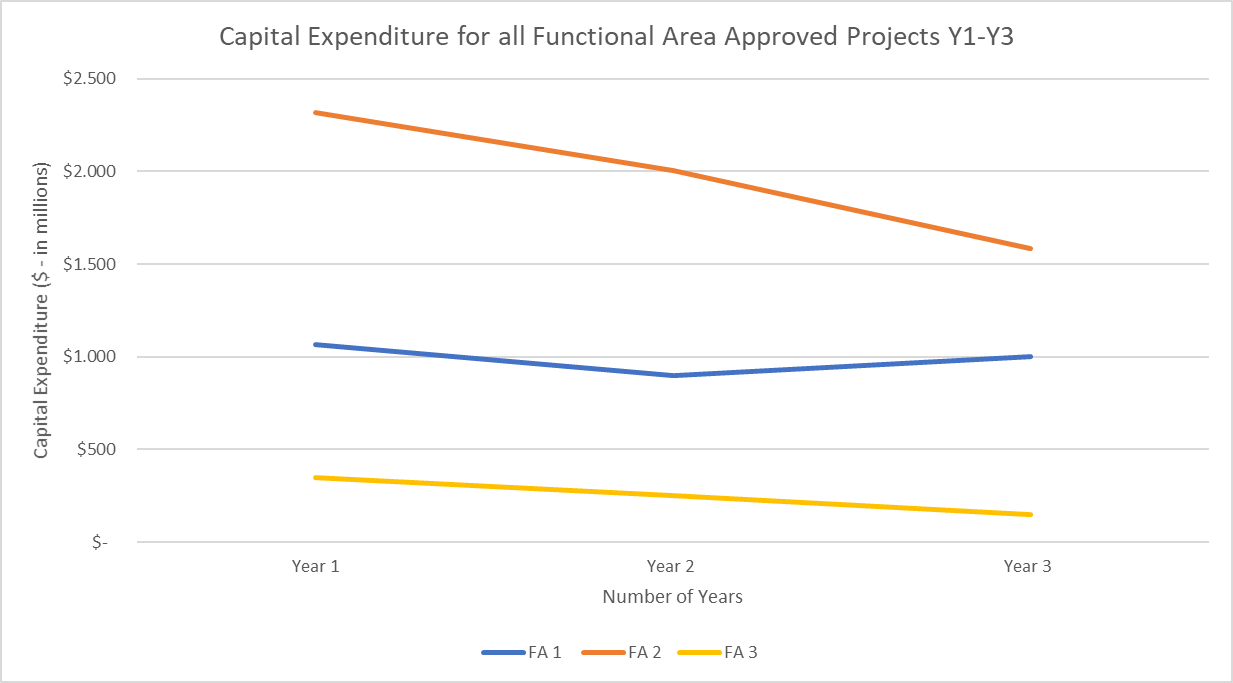 Capital Expenditure for all Functional Area Approved Projects Y1-Y3
Capital Expenditure ($ - in millions)
$2.500
$2.000
$1.500
$1.000
$500
$-
Year 1 Year 2 Year 3
Number of Years
FA 1 FA 2 FA 3